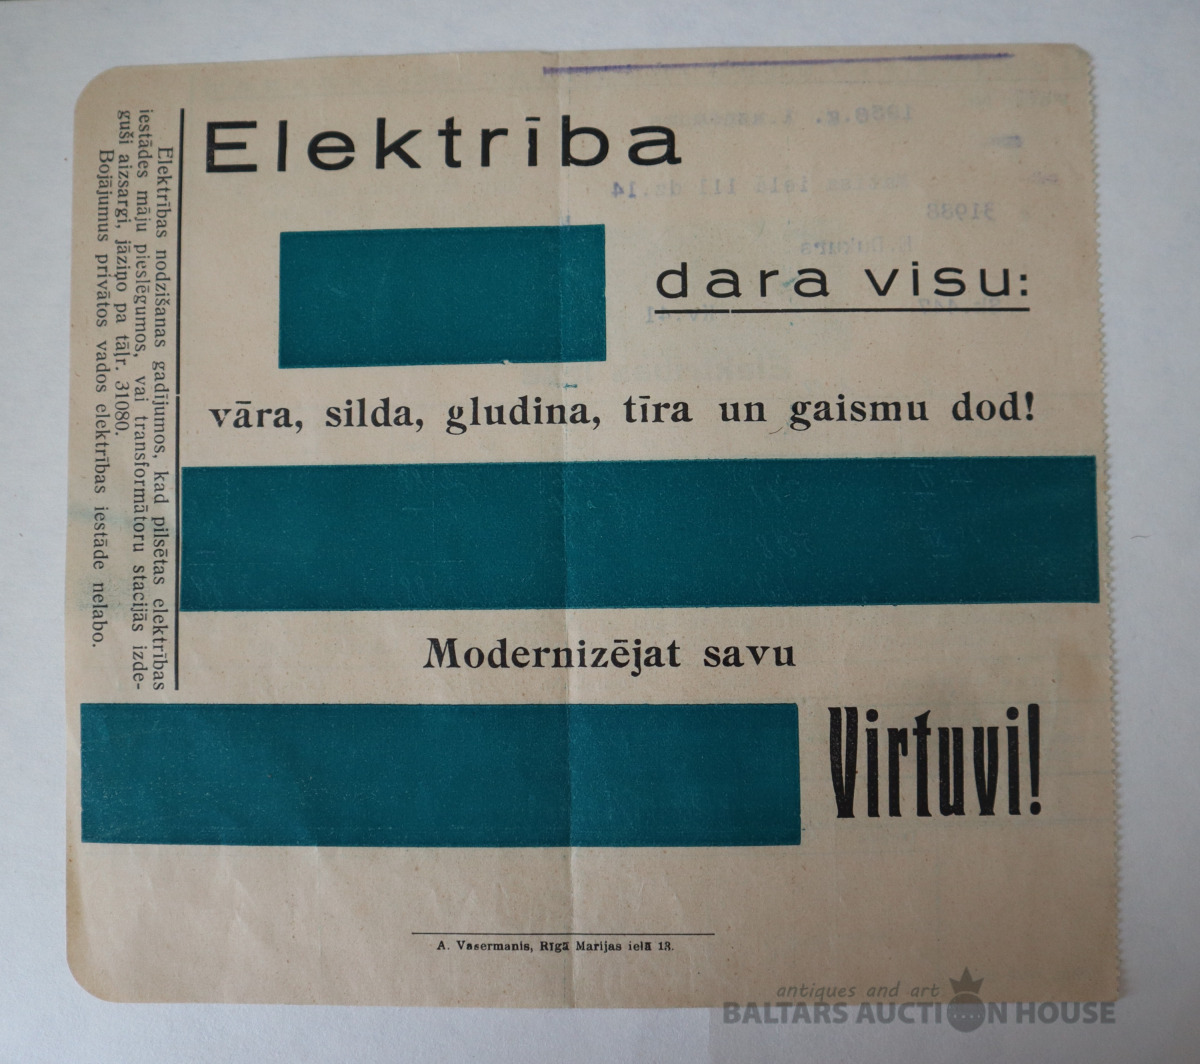 Elektrība
dara visu:
vāra, silda, gludina, tīra un gaismu dod!
Modernizējat savu
Virtuvi!
Elektrības nodzišanas gadījumos, kad pilsētas elektrības
iestādes māju pieslēgumos, vai transformātoru stacijās izde-
guši aizsargi, jāziņo pa tāļr. 31080.
Bojājumus privātos vados elektrības iestāde nelabo.
A. Vasermanis, Rīgā Marijas ielā 13.
antiques and art
BALTARS AUCTION HOUSE